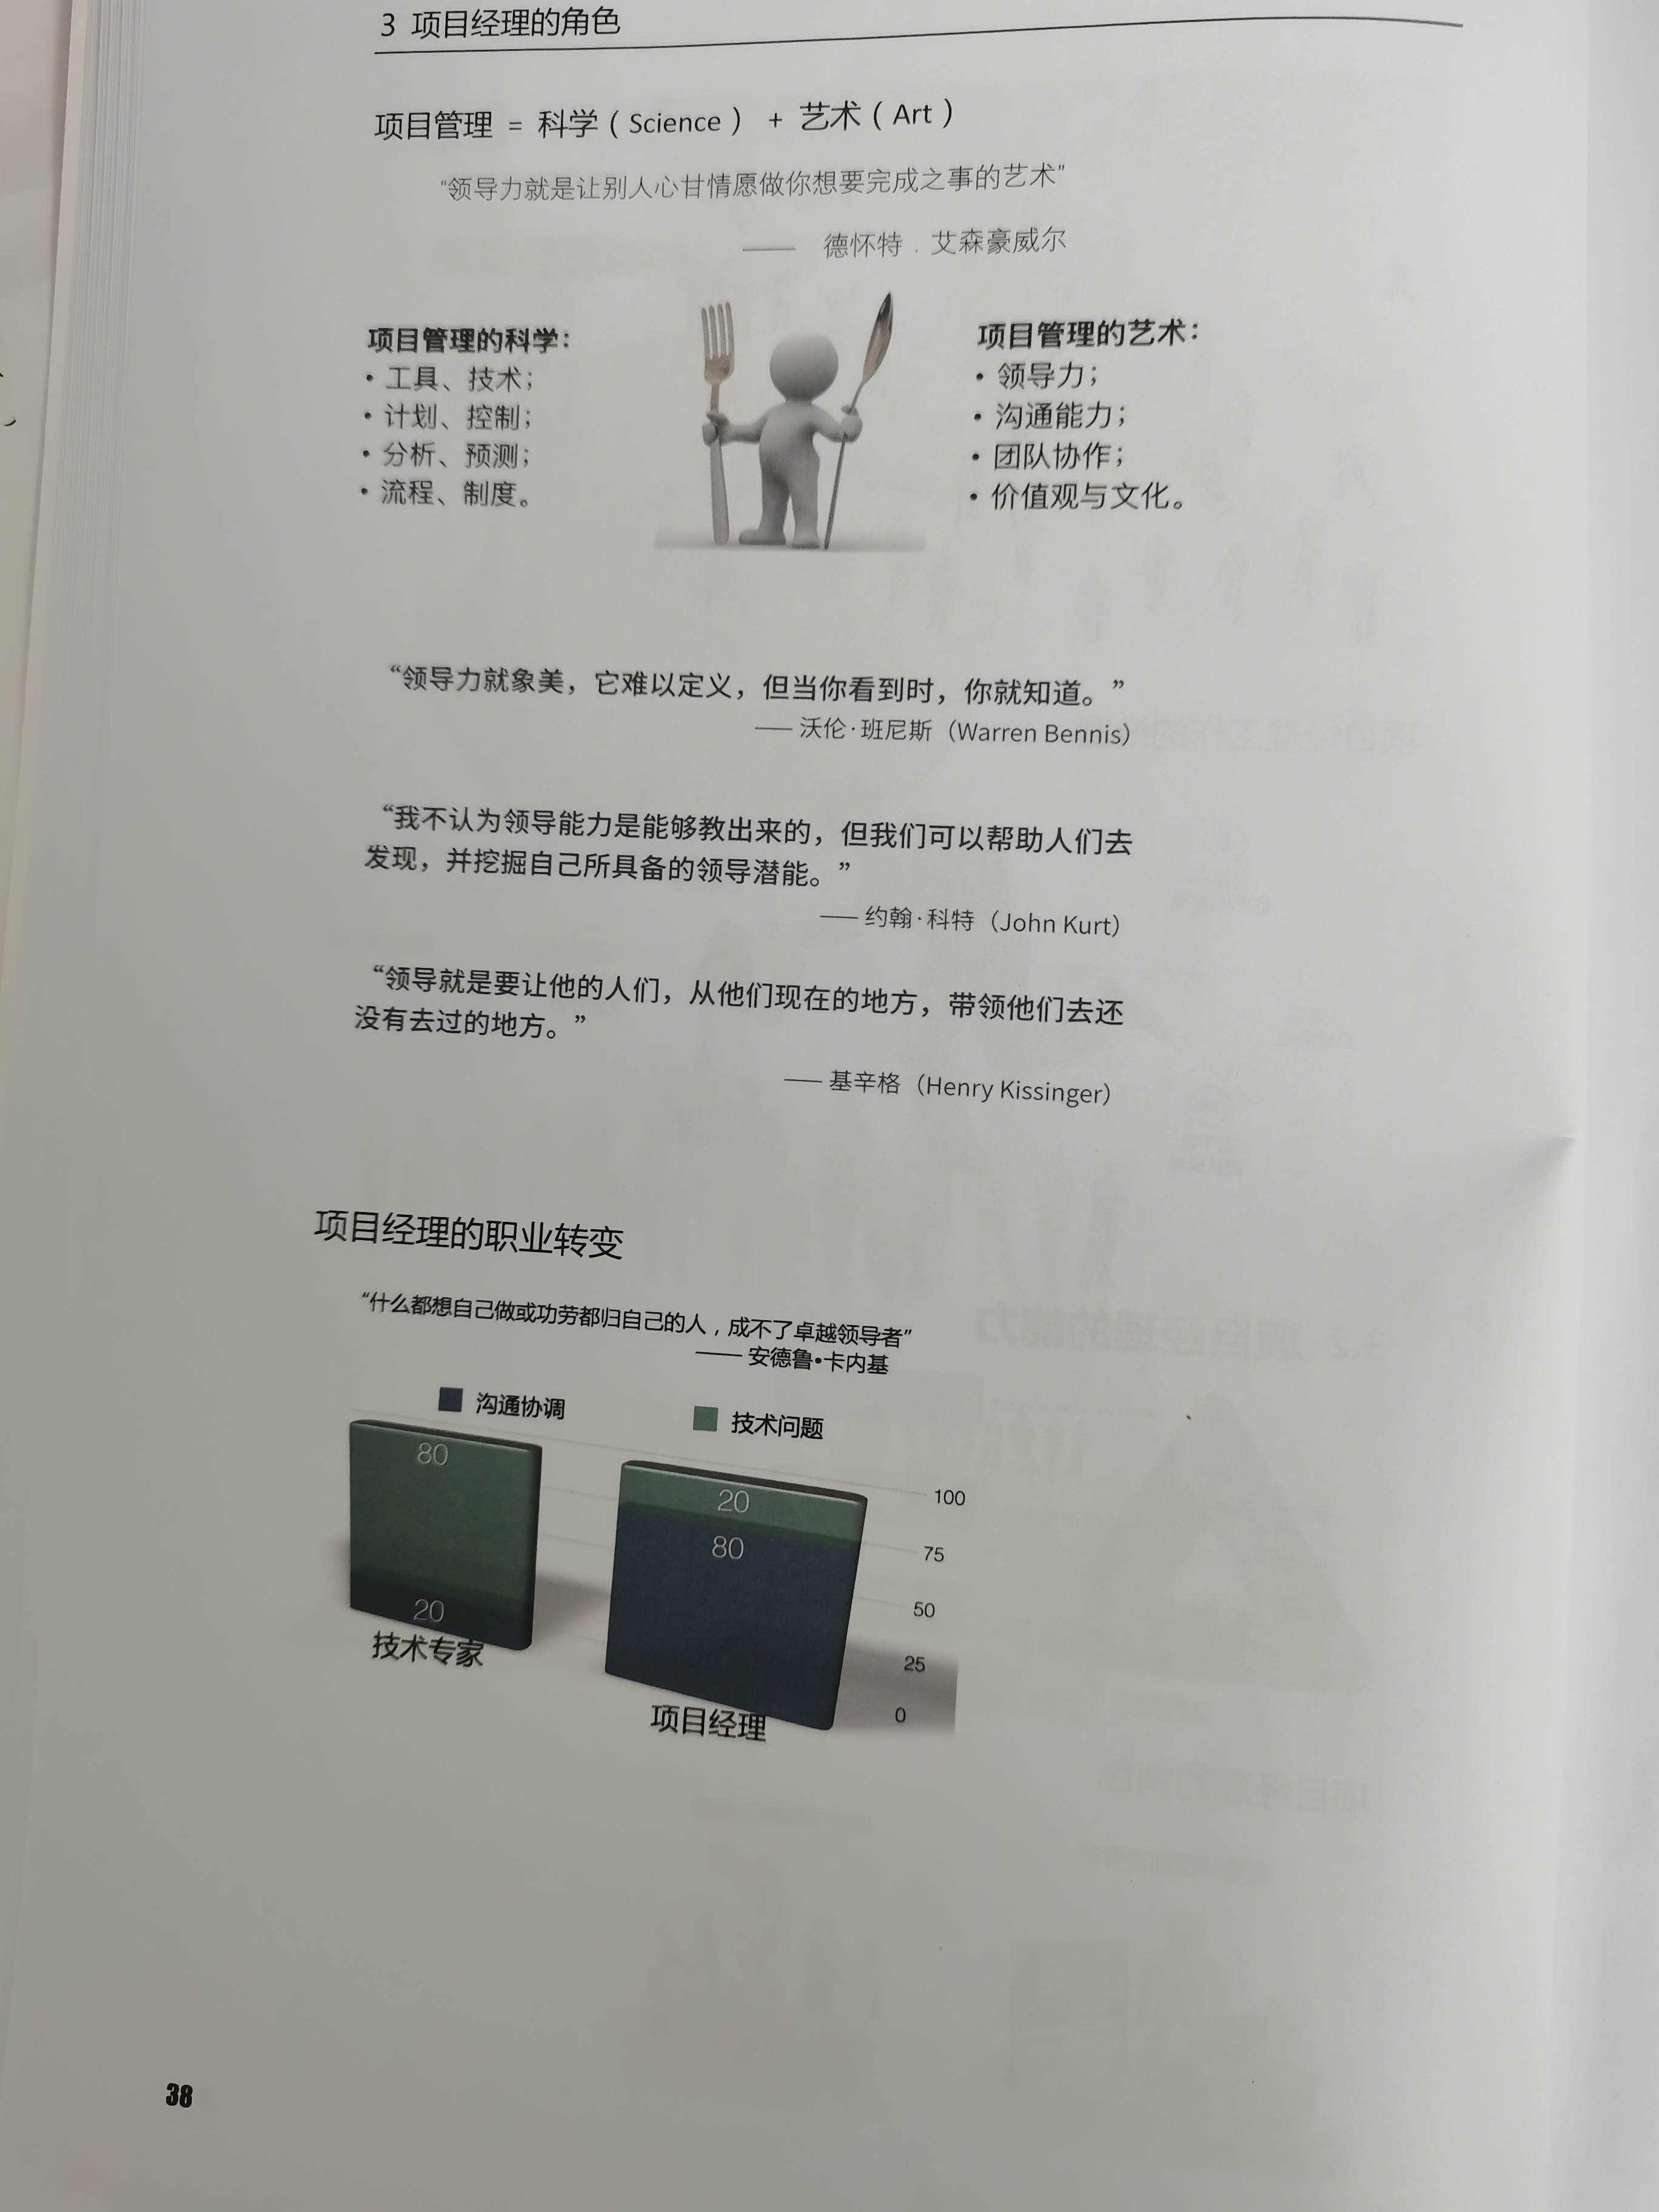 3 项目经理的角色
项目管理 = 科学（Science） + 艺术（Art）
“领导力就是让别人心甘情愿做你想要完成之事的艺术”
—— 德怀特 . 艾森豪威尔
项目管理的科学：
• 工具、技术；
• 计划、控制；
• 分析、预测；
• 流程、制度。
项目管理的艺术：
• 领导力；
• 沟通能力；
• 团队协作；
• 价值观与文化。
“领导力就象美，它难以定义，但当你看到时，你就知道。”
—— 沃伦·班尼斯（Warren Bennis）
“我不认为领导能力是能够教出来的，但我们可以帮助人们去
发现，并挖掘自己所具备的领导潜能。”
—— 约翰·科特（John Kurt）
“领导就是要让他的人们，从他们现在的地方，带领他们去还
没有去过的地方。”
—— 基辛格（Henry Kissinger）
项目经理的职业转变
“什么都想自己做或功劳都归自己的人，成不了卓越领导者”
—— 安德鲁•卡内基
沟通协调
技术问题
80
20
技术专家
20
80
项目经理
100
75
50
25
0
38